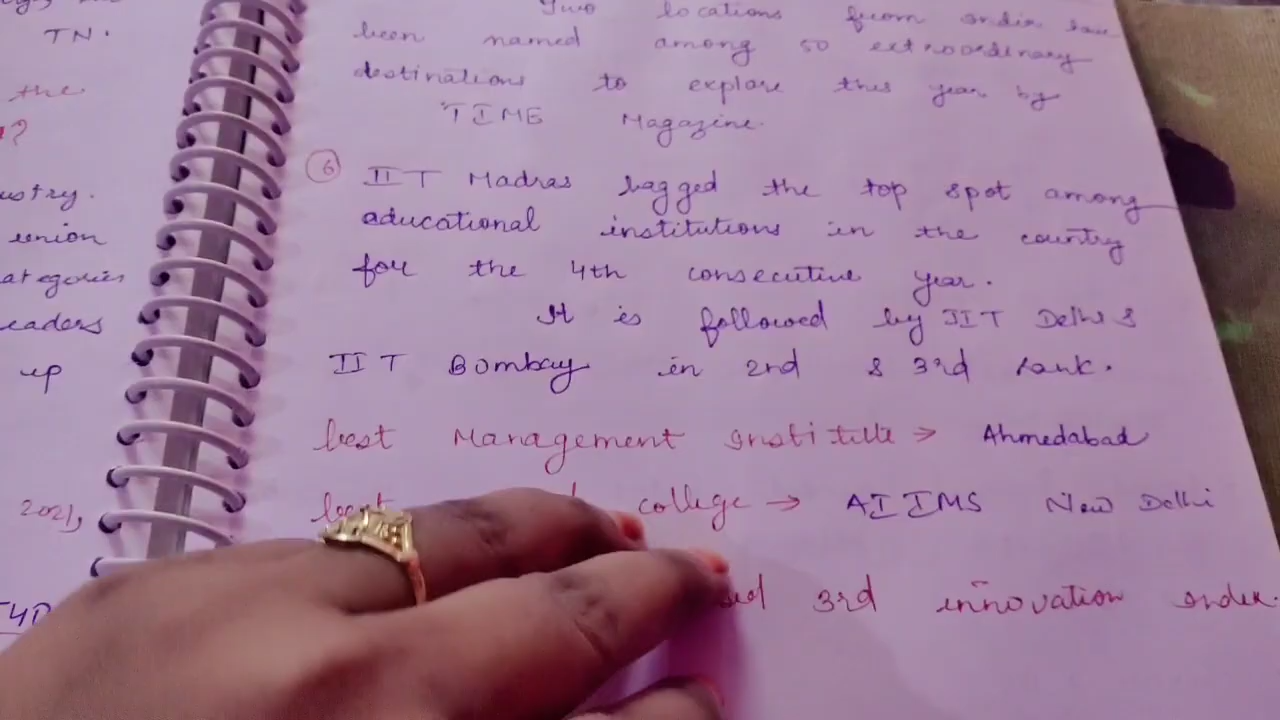 TN.
the
?
ustry.
union
ategories
eaders
up
2021,
Two locations from India have
been named among 50 extraordinary
destinations to explore this year by
TIME Magazine.
6 IIT Madras bagged the top spot among
educational institutions in the country
for the 4th consecutive year.
It is followed by IIT Delhi &
IIT Bombay in 2nd & 3rd rank.
best Management Institute → Ahmedabad
best college → AIIMS New Delhi
sed 3rd innovation index.